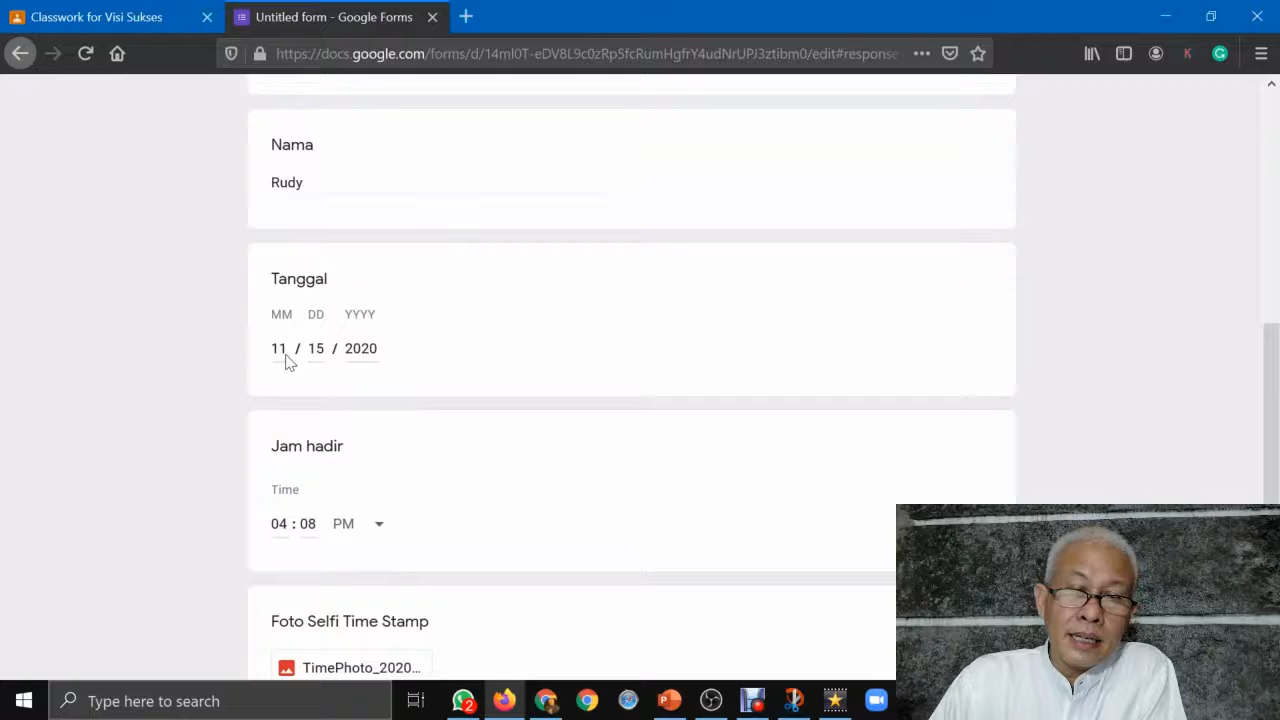 Classwork for Visi Sukses
Untitled form - Google Forms
https://docs.google.com/forms/d/14ml0T-eDV8L9c0zRp5fcRumHgfrY4udNrUPJ3ztibm0/edit#response
Nama
Rudy
Tanggal
MM DD YYYY
11 / 15 / 2020
Jam hadir
Time
04 : 08 PM
Foto Selfi Time Stamp
TimePhoto_2020...
Type here to search
2